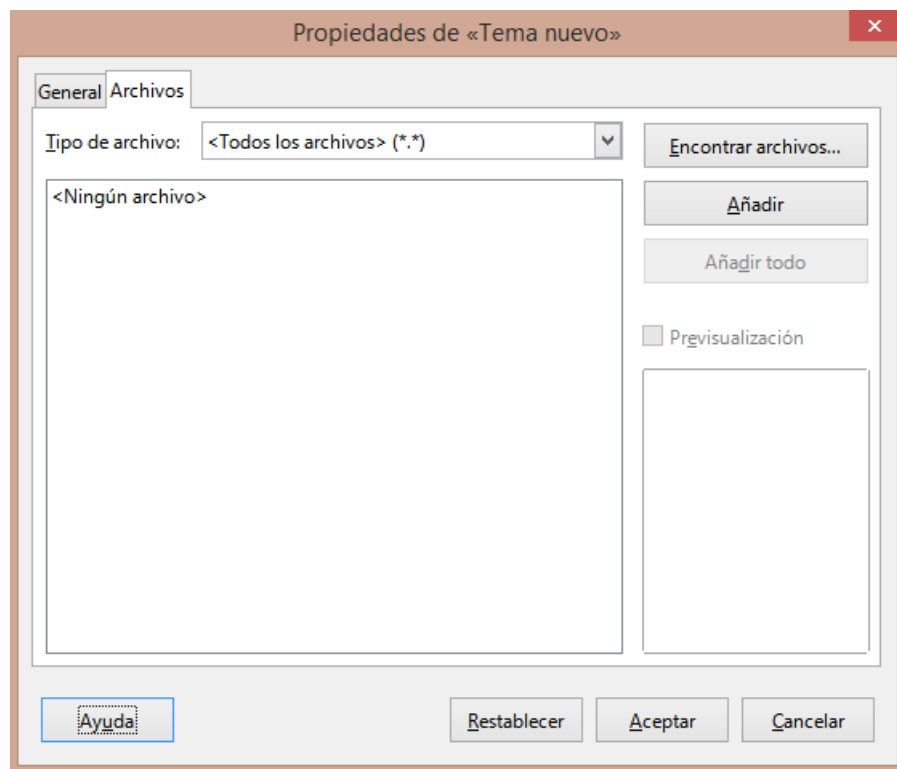 Propiedades de «Tema nuevo»
General Archivos
Tipo de archivo: <Todos los archivos> (*.*)
Encontrar archivos...
<Ningún archivo>
Añadir
Añadir todo
Previsualización
Ayuda Restablecer Aceptar Cancelar